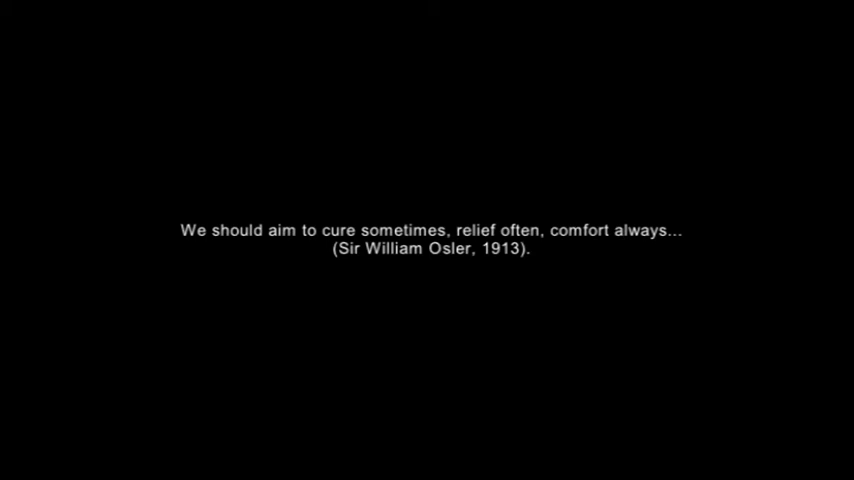 We should aim to cure sometimes, relief often, comfort always...
(Sir William Osler, 1913).